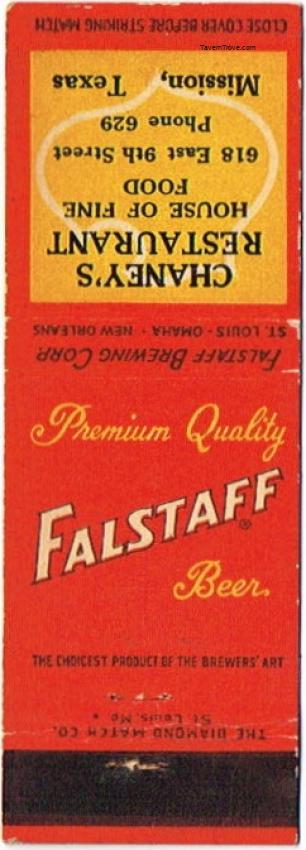 CLOSE COVER BEFORE STRIKING MATCH
TavernTrove.com
CHANEY'S
RESTAURANT
HOUSE OF FINE
FOOD
618 East 9th Street
Phone 629
Mission, Texas
FALSTAFF BREWING CORP.
ST. LOUIS - OMAHA - NEW ORLEANS
Premium Quality
FALSTAFF®
Beer.
THE CHOICEST PRODUCT OF THE BREWERS' ART
THE DIAMOND MATCH CO.
St. Louis, Mo.